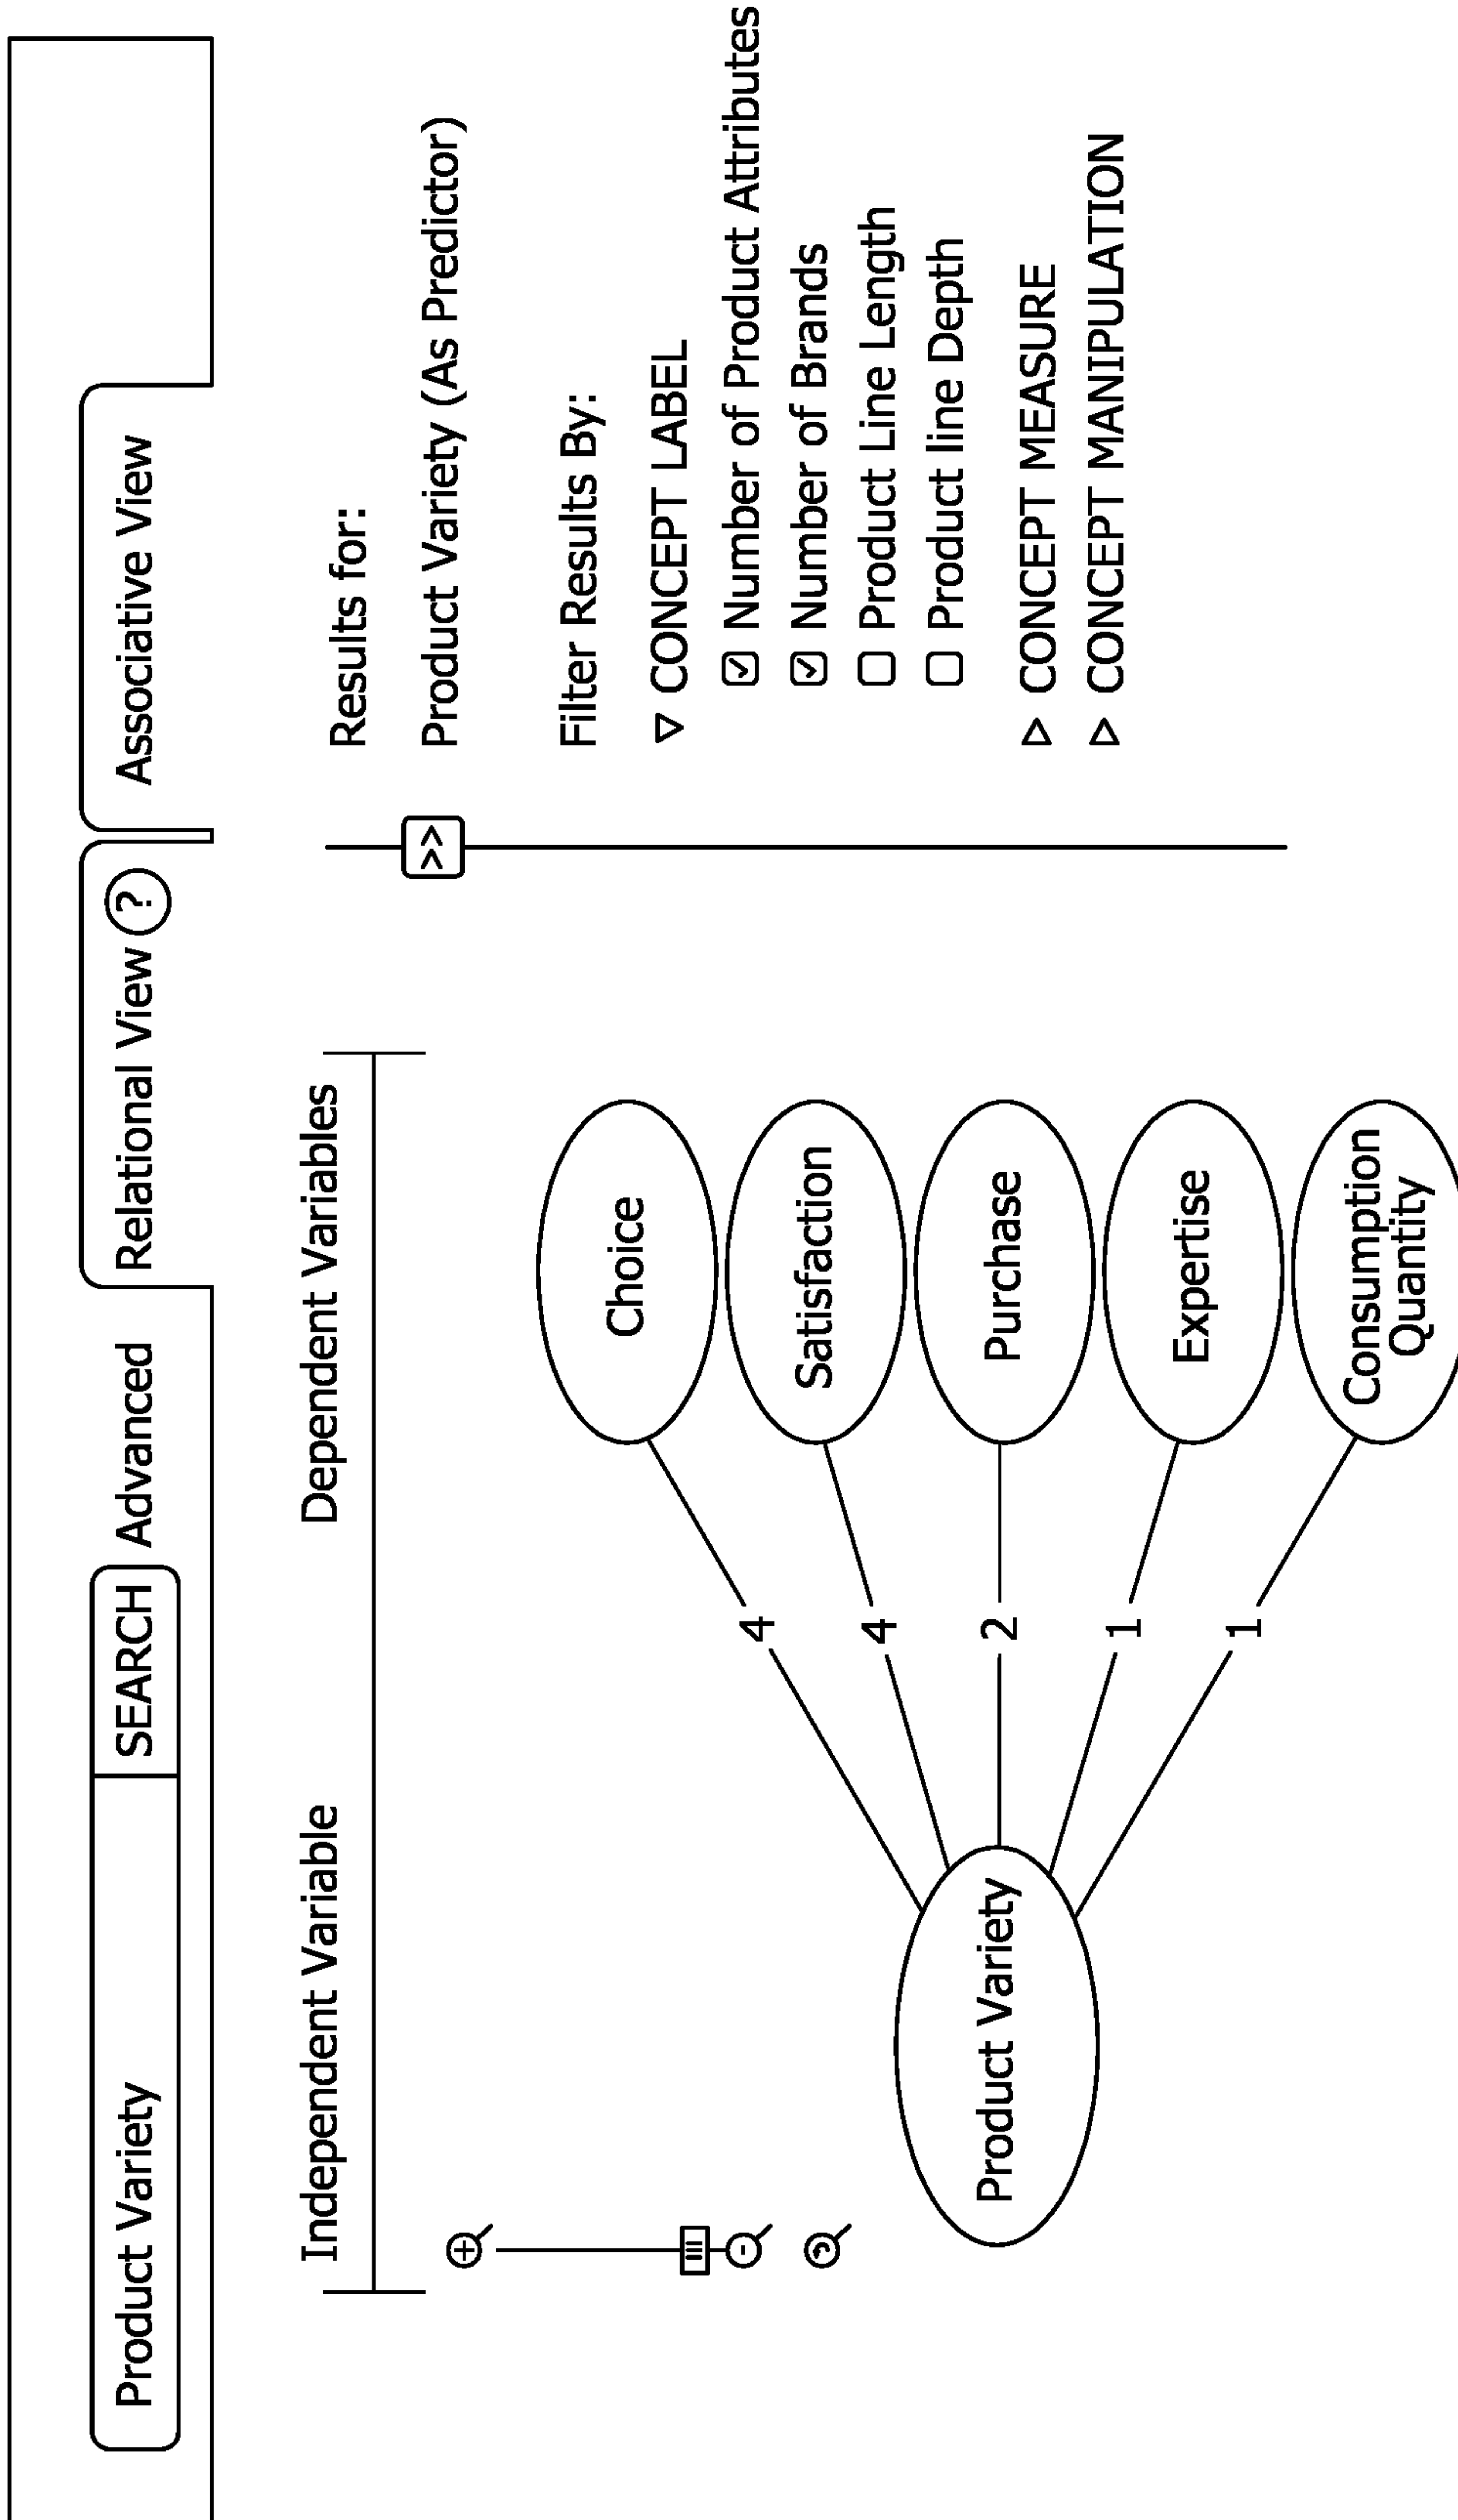 Product Variety
SEARCH
Advanced
Relational View ?
Associative View
Independent Variable
Dependent Variables
Product Variety
4
4
2
1
1
Choice
Satisfaction
Purchase
Expertise
Consumption
Quantity
>>
Results for:
Product Variety (As Predictor)
Filter Results By:
CONCEPT LABEL
Number of Product Attributes
Number of Brands
Product Line Length
Product line Depth
CONCEPT MEASURE
CONCEPT MANIPULATION